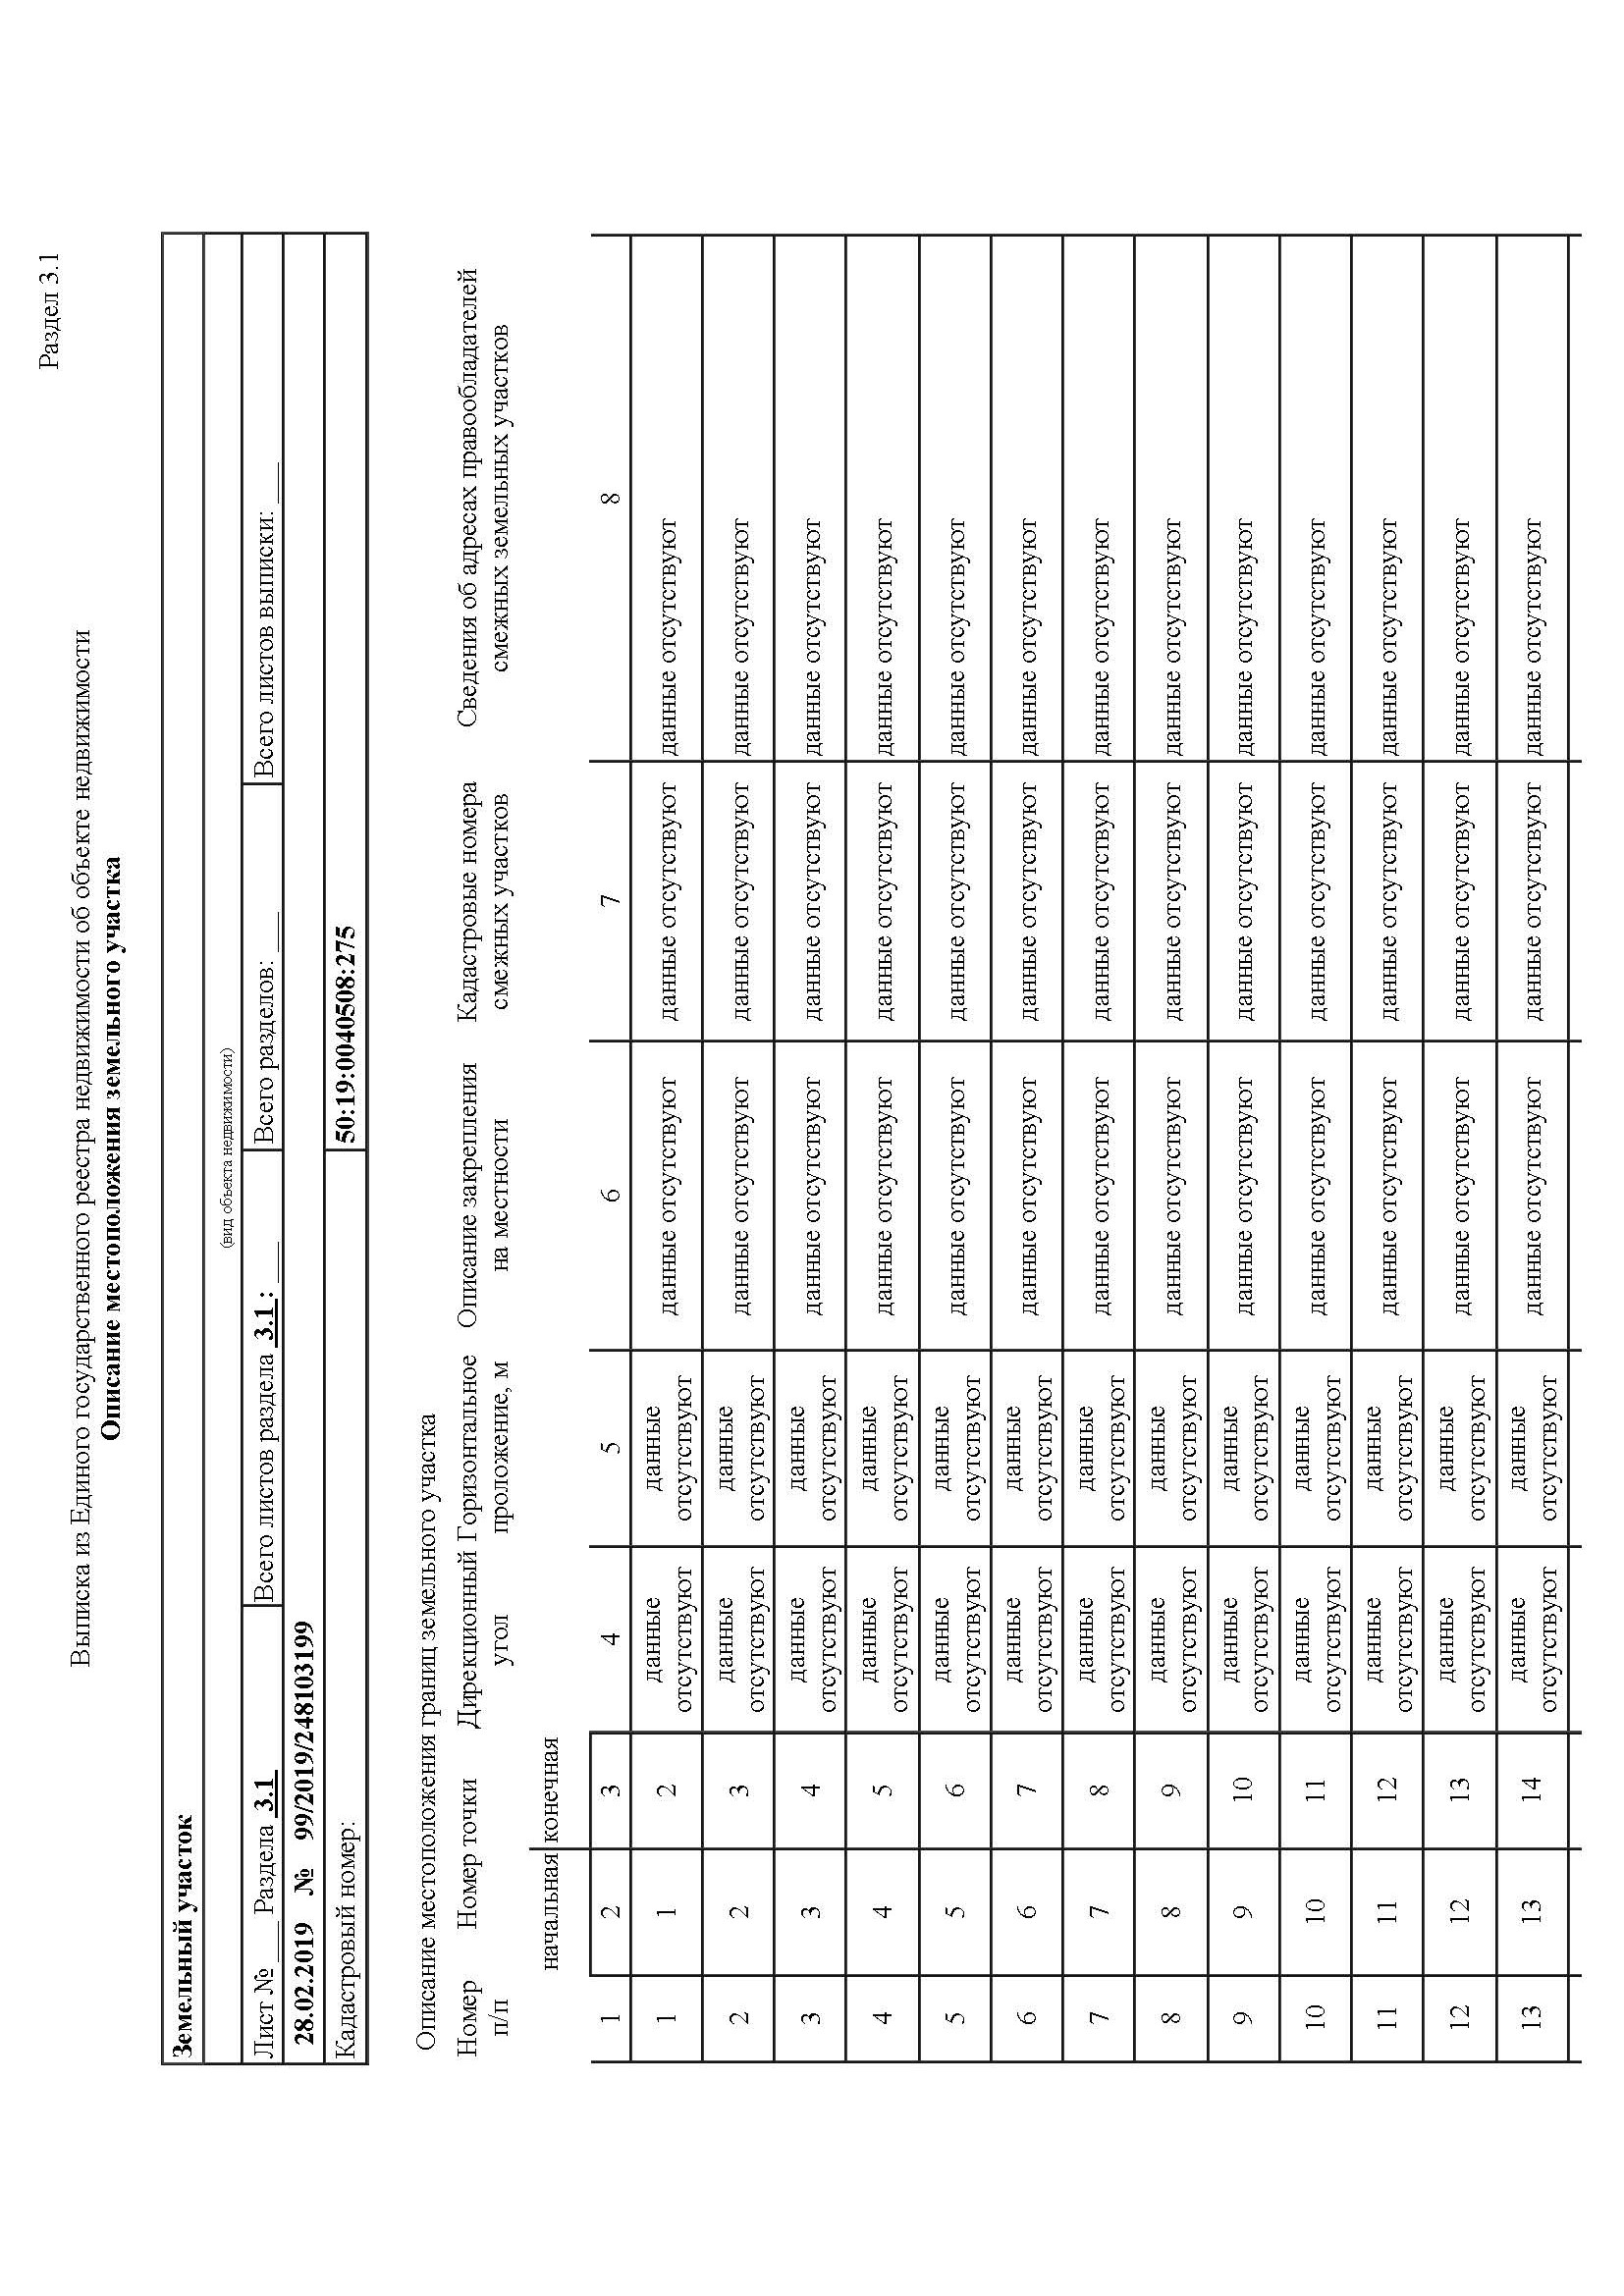 Раздел 3.1
Выписка из Единого государственного реестра недвижимости об объекте недвижимости
Описание местоположения земельного участка
Земельный участок
(вид объекта недвижимости)
Лист № ___ Раздела 3.1 Всего листов раздела 3.1 : ___ Всего разделов: ___ Всего листов выписки: ___
28.02.2019 № 99/2019/248103199
Кадастровый номер: 50:19:0040508:275
Описание местоположения границ земельного участка
Номер Номер точки Директионный Горизонтальное Описание закрепления Кадастровые номера Сведения об адресах правообладателей
п/п угол проложение, м на местности смежных участков смежных земельных участков
начальная конечная
1 2 3 4 5 6 7 8
1 1 2 данные данные данные отсутствуют данные отсутствуют данные отсутствуют
отсутствуют отсутствуют
2 2 3 данные данные данные отсутствуют данные отсутствуют данные отсутствуют
отсутствуют отсутствуют
3 3 4 данные данные данные отсутствуют данные отсутствуют данные отсутствуют
отсутствуют отсутствуют
4 4 5 данные данные данные отсутствуют данные отсутствуют данные отсутствуют
отсутствуют отсутствуют
5 5 6 данные данные данные отсутствуют данные отсутствуют данные отсутствуют
отсутствуют отсутствуют
6 6 7 данные данные данные отсутствуют данные отсутствуют данные отсутствуют
отсутствуют отсутствуют
7 7 8 данные данные данные отсутствуют данные отсутствуют данные отсутствуют
отсутствуют отсутствуют
8 8 9 данные данные данные отсутствуют данные отсутствуют данные отсутствуют
отсутствуют отсутствуют
9 9 10 данные данные данные отсутствуют данные отсутствуют данные отсутствуют
отсутствуют отсутствуют
10 10 11 данные данные данные отсутствуют данные отсутствуют данные отсутствуют
отсутствуют отсутствуют
11 11 12 данные данные данные отсутствуют данные отсутствуют данные отсутствуют
отсутствуют отсутствуют
12 12 13 данные данные данные отсутствуют данные отсутствуют данные отсутствуют
отсутствуют отсутствуют
13 13 14 данные данные данные отсутствуют данные отсутствуют данные отсутствуют
отсутствуют отсутствуют